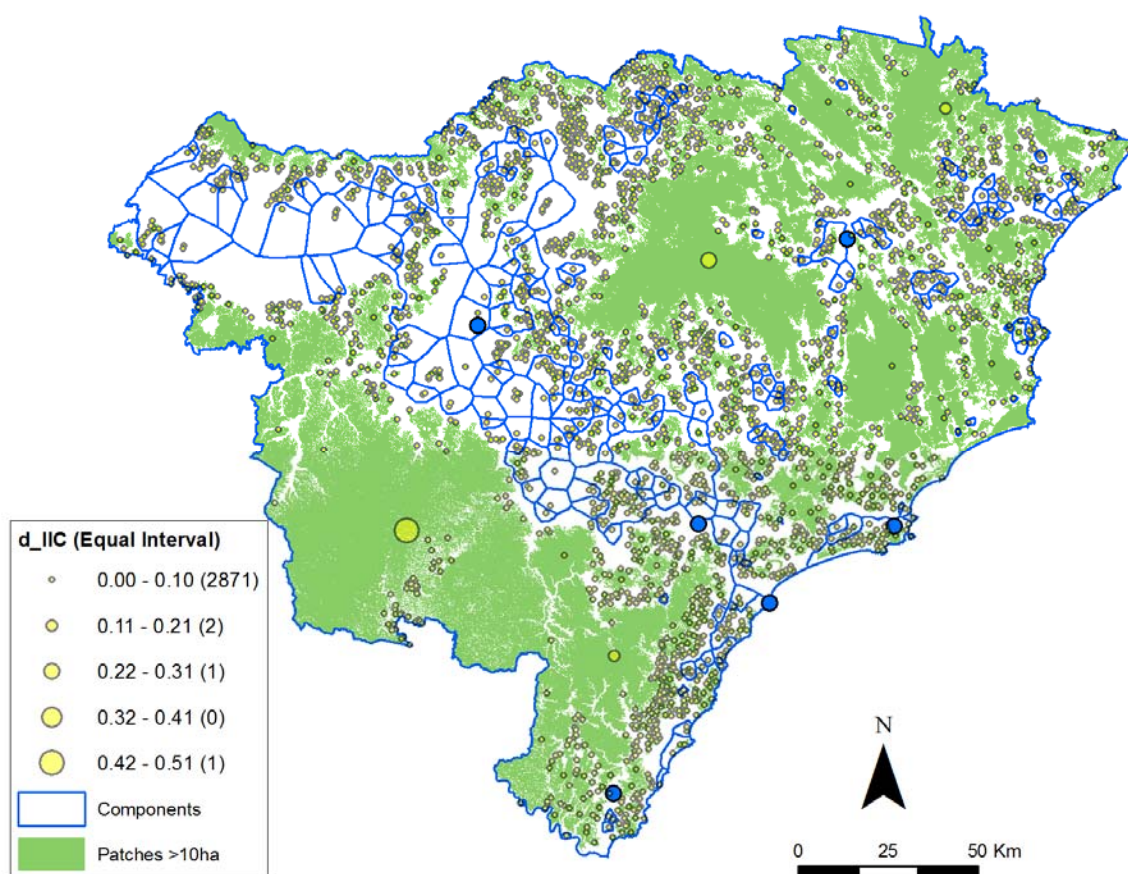 d_IIC (Equal Interval)
0.00 - 0.10 (2871)
0.11 - 0.21 (2)
0.22 - 0.31 (1)
0.32 - 0.41 (0)
0.42 - 0.51 (1)
Components
Patches >10ha
N
0 25 50 Km